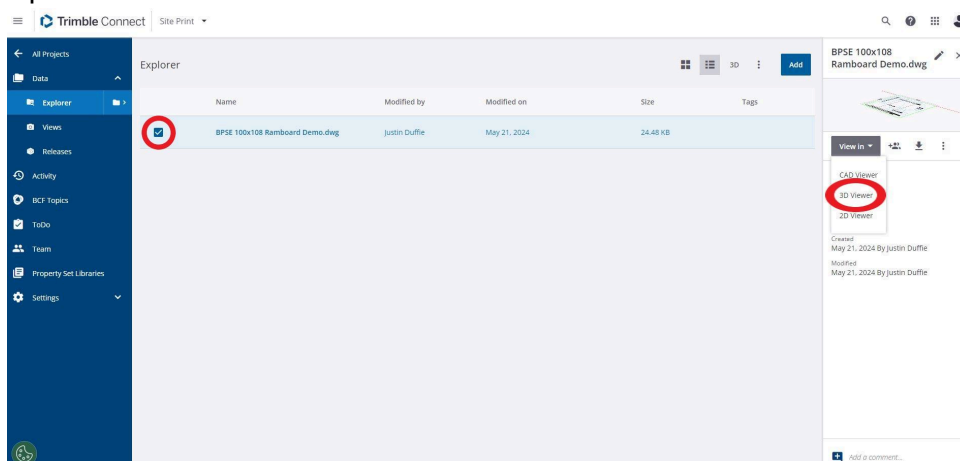 Trimble Connect Site Print
All Projects
Data
Explorer
Views
Releases
Activity
BCF Topics
ToDo
Team
Property Set Libraries
Settings
Explorer
3D
Add
Name Modified by Modified on Size Tags
BPSE 100x108 Ramboard Demo.dwg Justin Duffie May 21, 2024 24.48 KB
BPSE 100x108
Ramboard Demo.dwg
View in
CAD Viewer
3D Viewer
2D Viewer
Created
May 21, 2024 By Justin Duffie
Modified
May 21, 2024 By Justin Duffie
Add a comment...